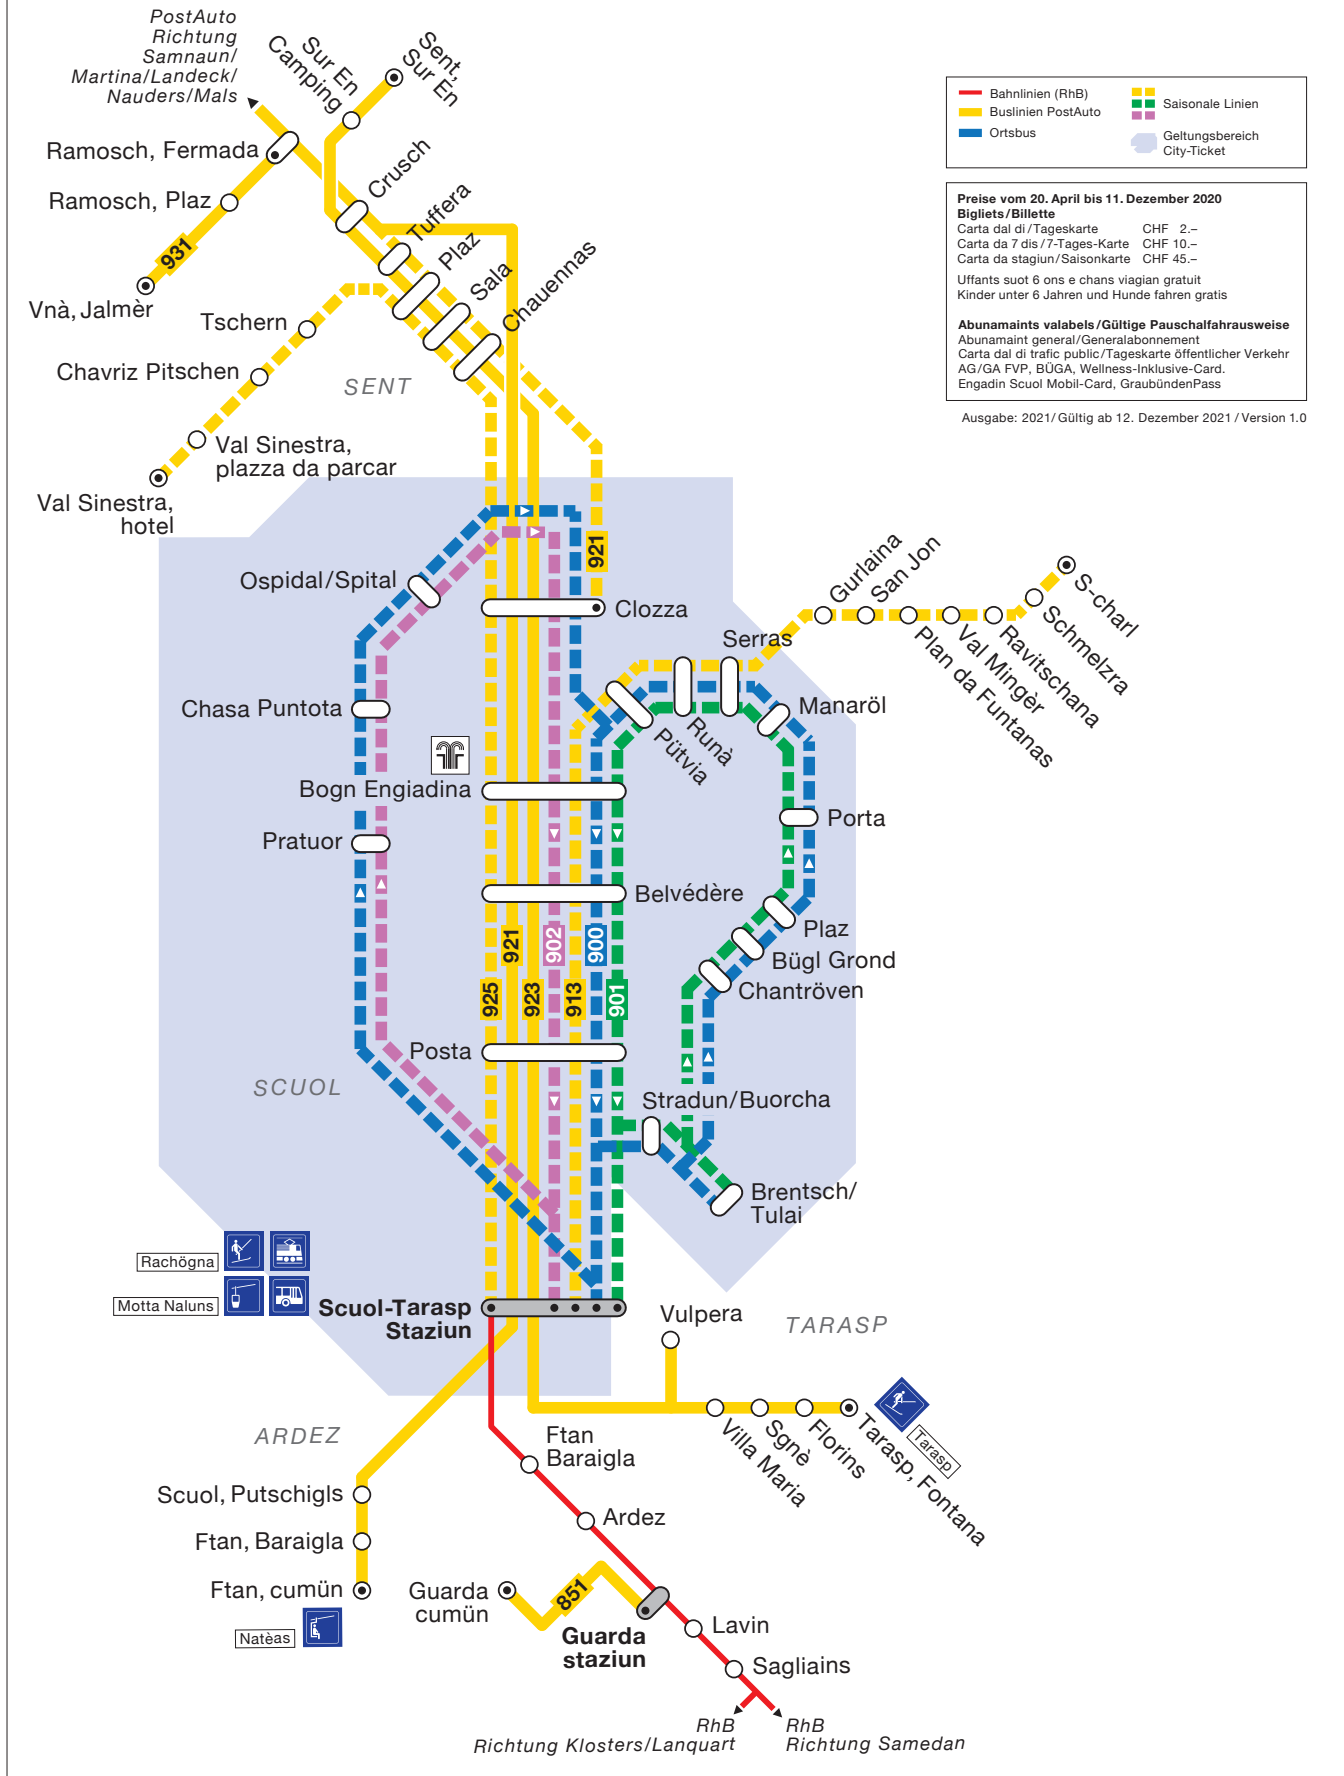 PostAuto
Richtung
Samnaun/
Martina/Landeck/
Nauders/Mals
Sur En
Camping
Sent,
Sur En
Ramosch, Fermada
Ramosch, Plaz
931
Vnà, Jalmèr
Crusch
Tuffera
Plaz
Sala
Chauennas
Tschern
Chavriz Pitschen
SENT
Val Sinestra,
plazza da parcar
Val Sinestra,
hotel
Bahnlinien (RhB)
Buslinien PostAuto
Ortsbus
Saisonale Linien
Geltungsbereich
City-Ticket
Preise vom 20. April bis 11. Dezember 2020
Bigliets/Billette
Carta dal di/Tageskarte CHF 2.–
Carta da 7 dis/7-Tages-Karte CHF 10.–
Carta da stagiun/Saisonkarte CHF 45.–
Uffants suot 6 ons e chans viagian gratuit
Kinder unter 6 Jahren und Hunde fahren gratis
Abunamaints valabels/Gültige Pauschalfahrausweise
Abunamaint general/Generalabonnement
Carta dal di trafic public/Tageskarte öffentlicher Verkehr
AG/GA FVP, BÜGA, Wellness-Inklusive-Card.
Engadin Scuol Mobil-Card, GraubündenPass
Ausgabe: 2021/Gültig ab 12. Dezember 2021/Version 1.0
921
Ospidal/Spital
Clozza
Gurlaina
San Jon
Plan da Funtanas
Val Mingèr
Ravitschana
Schmelzra
S-charl
Serras
Runà
Pütvia
Manaröl
Chasa Puntota
Bogn Engiadina
Pratuor
Porta
Belvédère
Plaz
Bügl Grond
Chantröven
925
921
923
902
913
900
901
Posta
SCUOL
Stradun/Buorcha
Brentsch/
Tulai
Rachögna
Motta Naluns
Scuol-Tarasp
Staziun
Vulpera
TARASP
Villa Maria
Sgnè
Florins
Tarasp, Fontana
Tarasp
ARDEZ
Ftan
Baraigla
Scuol, Putschigls
Ardez
Ftan, Baraigla
Ftan, cumün
Natèas
Guarda
cumün
851
Guarda
staziun
Lavin
Sagliains
RhB
Richtung Klosters/Lanquart
RhB
Richtung Samedan